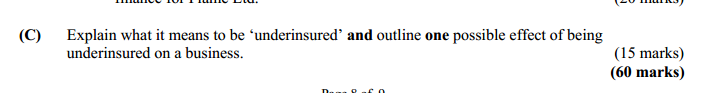 (C) Explain what it means to be ‘underinsured’ and outline one possible effect of being
underinsured on a business. (15 marks)
(60 marks)